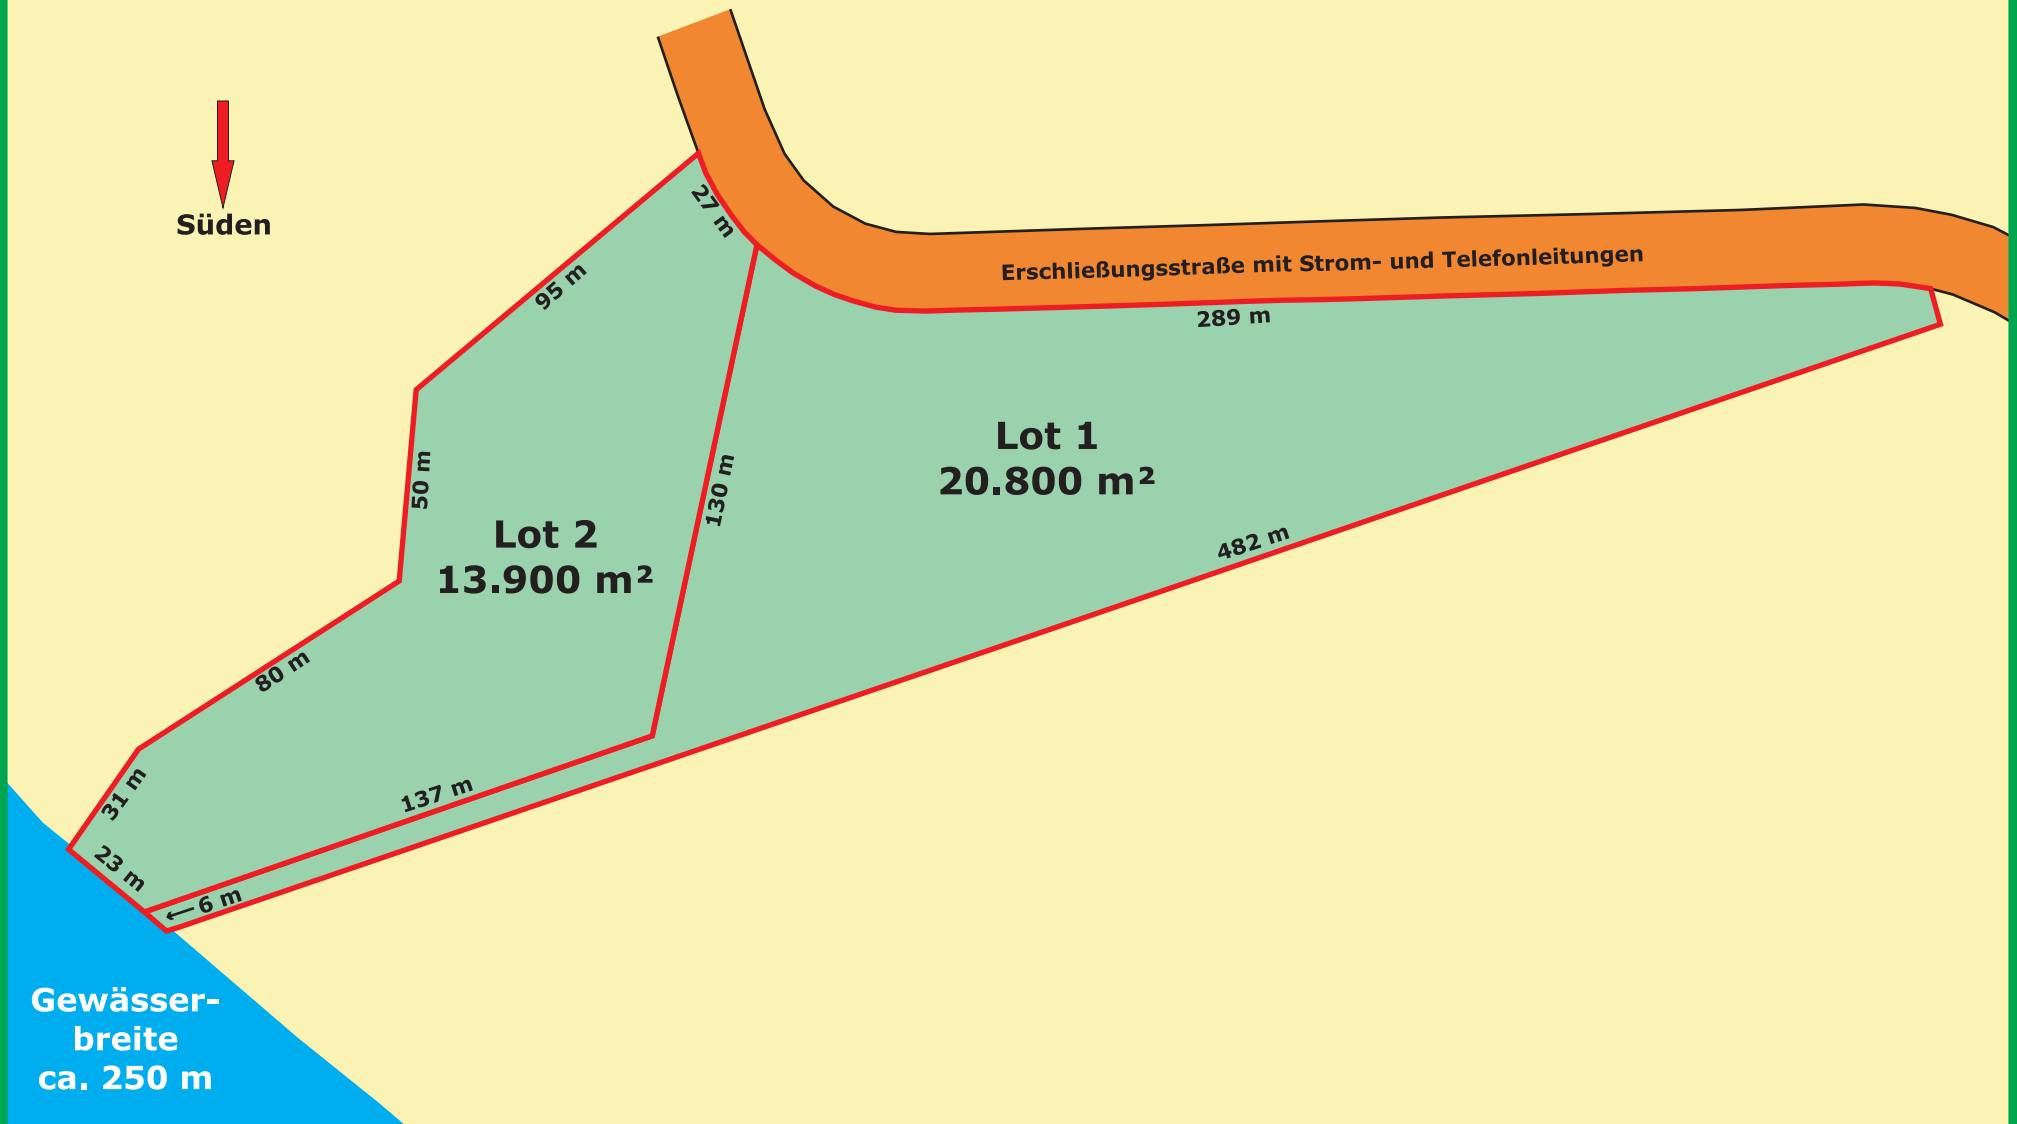 Süden
27 m
95 m
Erschließungsstraße mit Strom- und Telefonleitungen
289 m
Lot 1
20.800 m²
50 m
130 m
Lot 2
13.900 m²
482 m
80 m
31 m
137 m
23 m
6 m
Gewässer-
breite
ca. 250 m